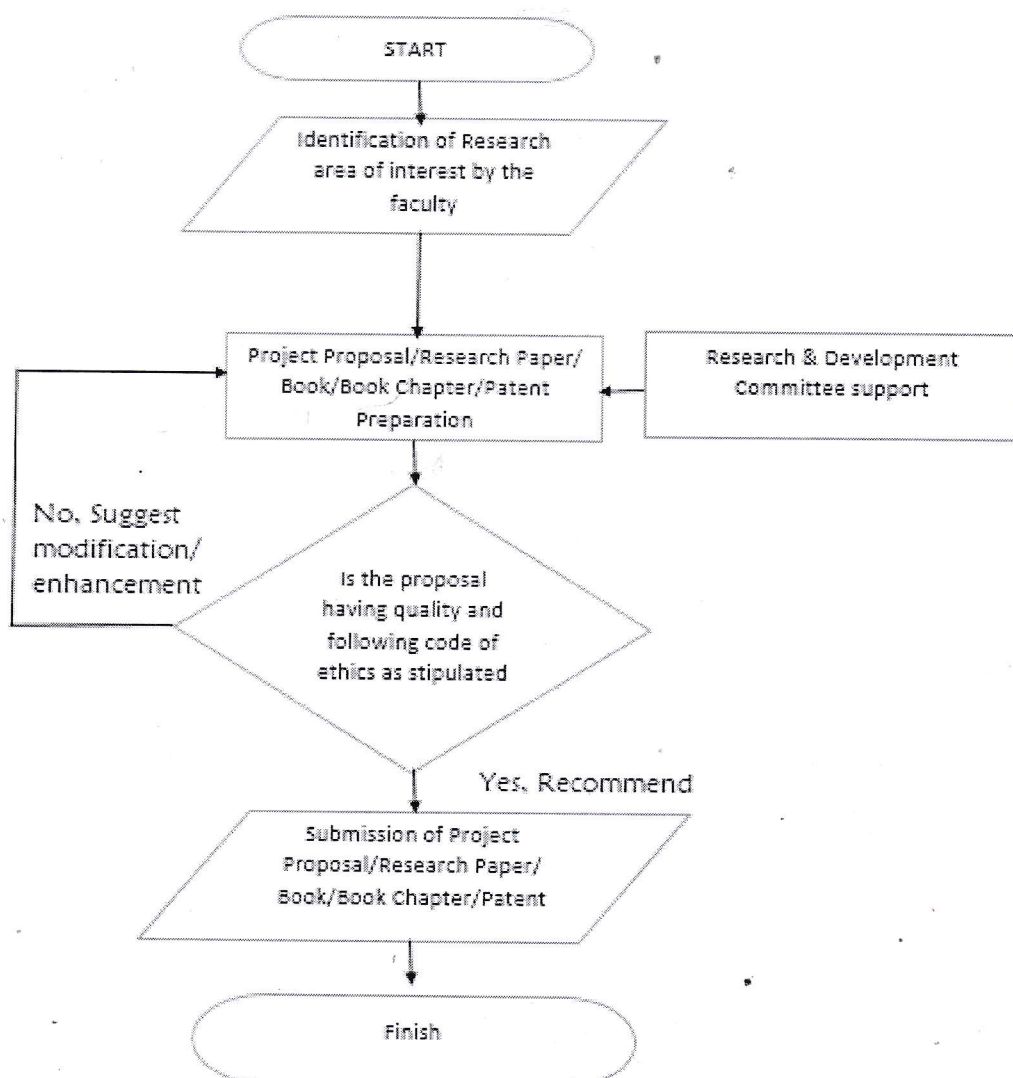 START
Identification of Research
area of interest by the
faculty
Project Proposal/Research Paper/
Book/Book Chapter/Patent
Preparation
Research & Development
Committee support
No, Suggest
modification/
enhancement
Is the proposal
having quality and
following code of
ethics as stipulated
Yes, Recommend
Submission of Project
Proposal/Research Paper/
Book/Book Chapter/Patent
Finish